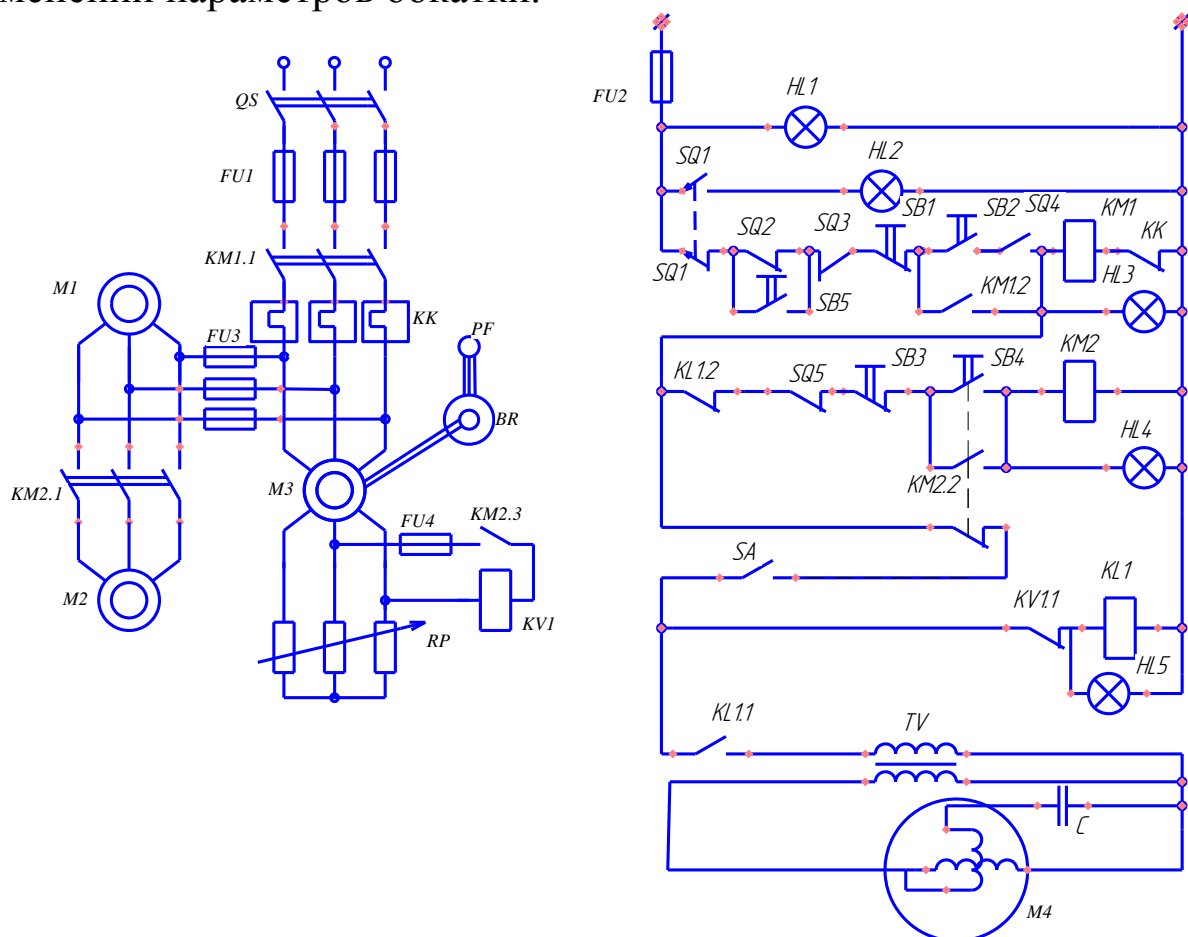 менении параметров обкатки.
QS
FU1
KM1.1
M1
KK
FU3
PF
BR
M3
KM2.1
FU4
KM2.3
M2
KV1
RP
FU2
HL1
SQ1
HL2
SQ2
SQ3
SB1
SB2
SQ4
KM1
KK
SQ1
SB5
KM1.2
HL3
KL1.2
SQ5
SB3
SB4
KM2
KM2.2
HL4
SA
KV1.1
KL1
HL5
KL1.1
TV
C
M4